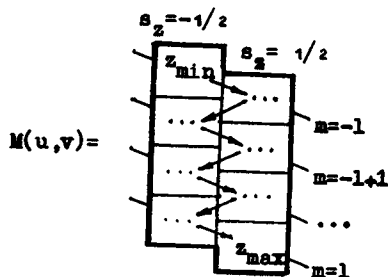 s_z=-1/2
s_z= 1/2
z_min
...
...
m=-l
M(u,v)=
...
...
m=-l+1
...
...
...
z_max
m=l